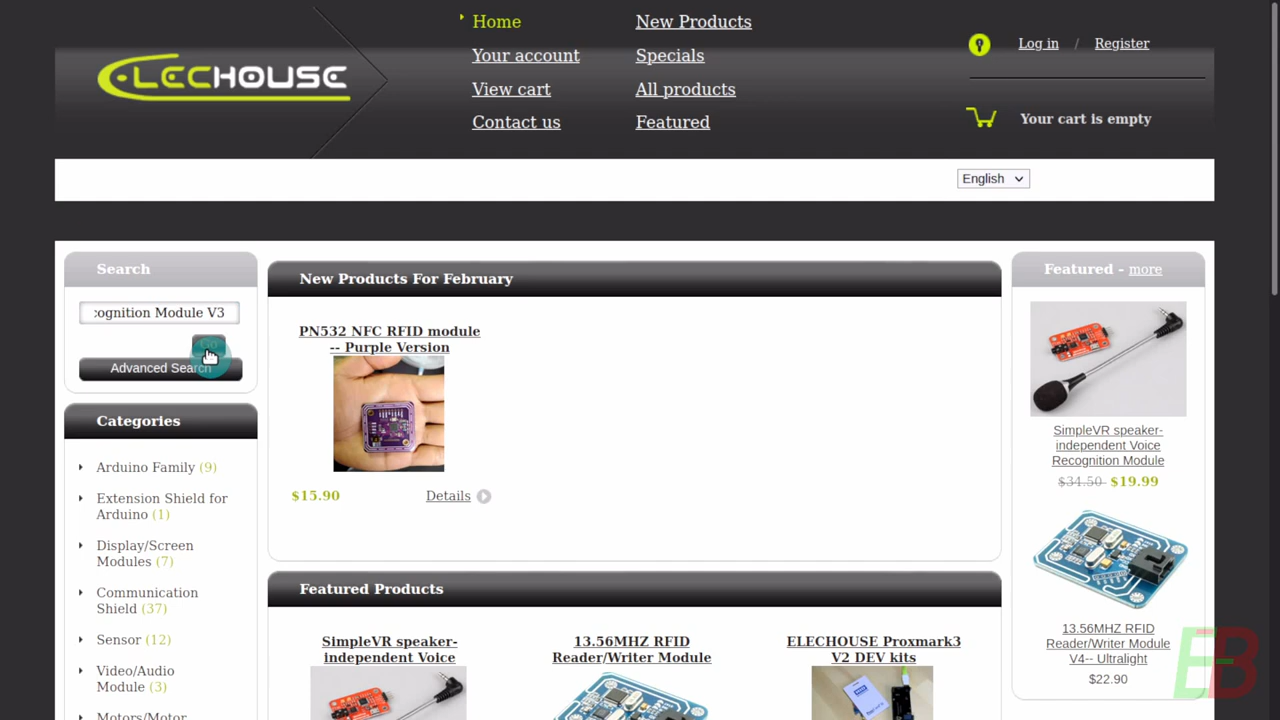 ELECHOUSE
Home
New Products
Your account
Specials
View cart
All products
Contact us
Featured
Log in / Register
Your cart is empty
English
Search
cognition Module V3
Go
Advanced Search
Categories
Arduino Family (9)
Extension Shield for
Arduino (1)
Display/Screen
Modules (7)
Communication
Shield (37)
Sensor (12)
Video/Audio
Module (3)
Motors/Motor
New Products For February
PN532 NFC RFID module
-- Purple Version
$15.90
Details
Featured Products
SimpleVR speaker-
independent Voice
13.56MHZ RFID
Reader/Writer Module
ELECHOUSE Proxmark3
V2 DEV kits
Featured - more
SimpleVR speaker-
independent Voice
Recognition Module
$34.50 $19.99
13.56MHZ RFID
Reader/Writer Module
V4-- Ultralight
$22.90
EB